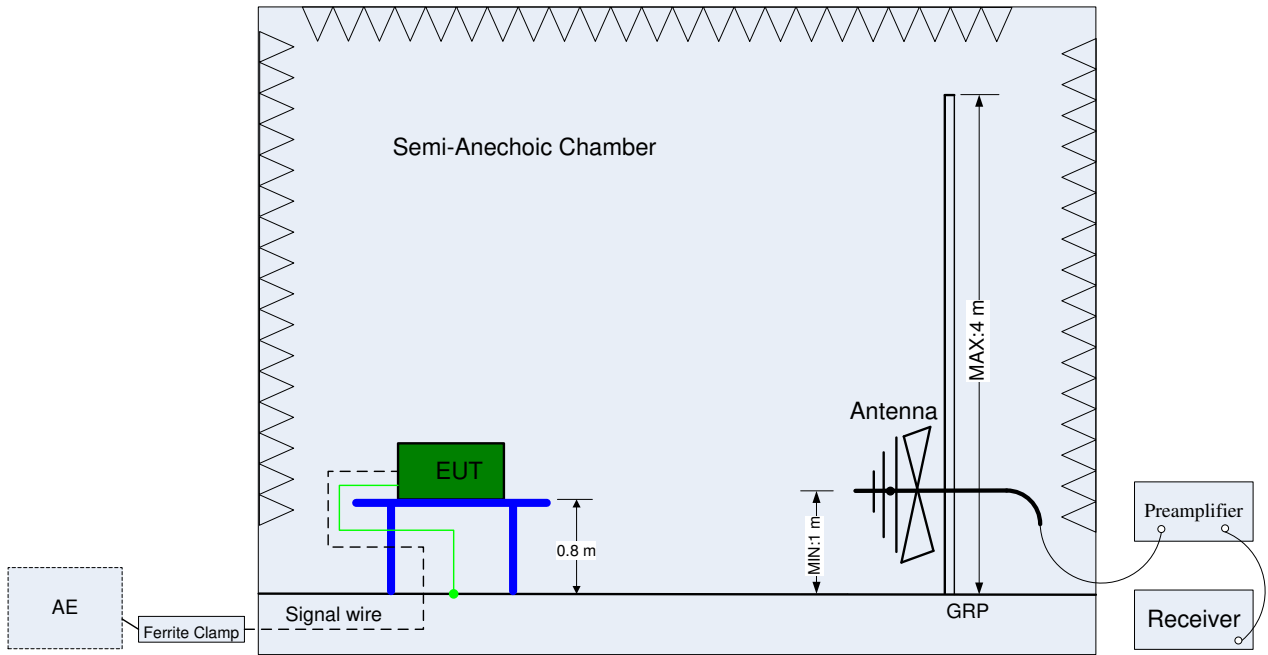 Semi-Anechoic Chamber
MAX:4 m
Antenna
EUT
Preamplifier
0.8 m
MIN:1 m
AE
Signal wire
GRP
Receiver
Ferrite Clamp